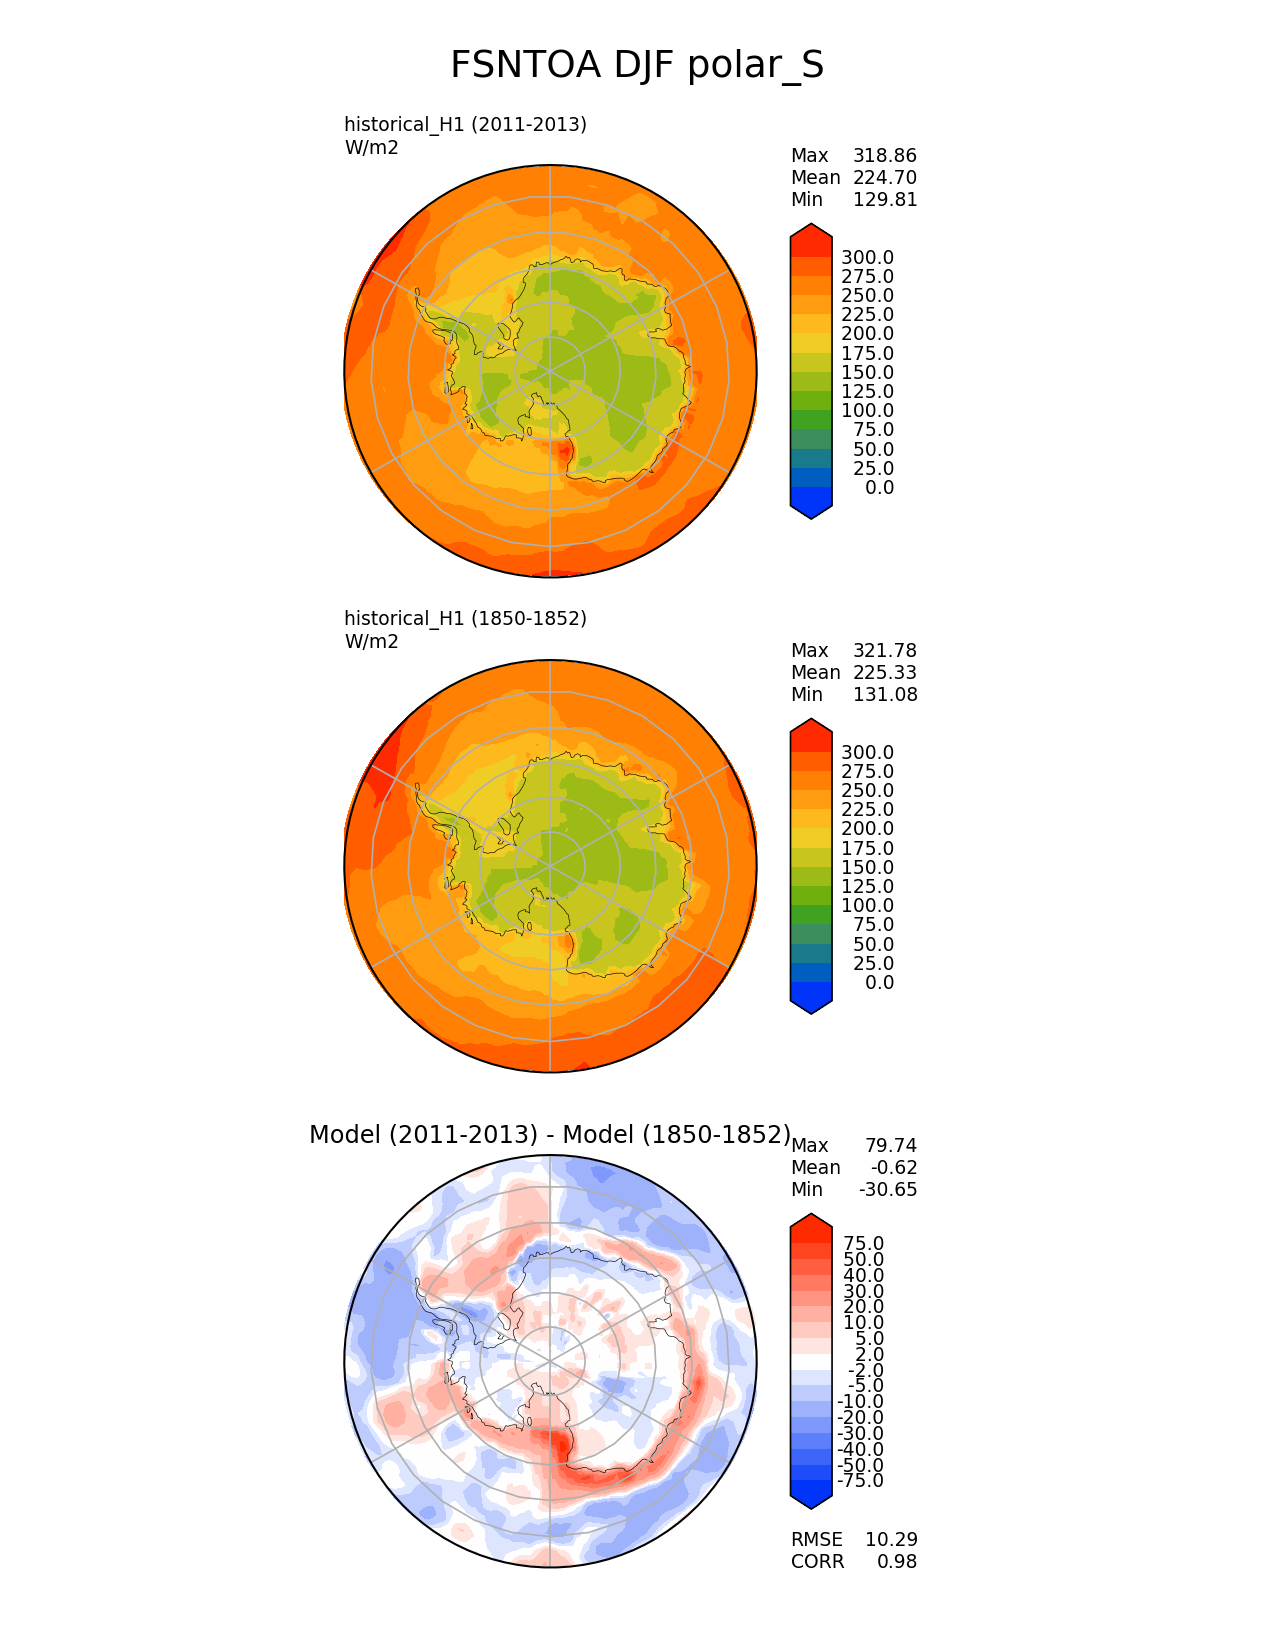 FSNTOA DJF polar_S
historical_H1 (2011-2013)
W/m2
Max 318.86
Mean 224.70
Min 129.81
300.0
275.0
250.0
225.0
200.0
175.0
150.0
125.0
100.0
75.0
50.0
25.0
0.0
historical_H1 (1850-1852)
W/m2
Max 321.78
Mean 225.33
Min 131.08
300.0
275.0
250.0
225.0
200.0
175.0
150.0
125.0
100.0
75.0
50.0
25.0
0.0
Model (2011-2013) - Model (1850-1852)
Max 79.74
Mean -0.62
Min -30.65
75.0
50.0
40.0
30.0
20.0
10.0
5.0
2.0
-2.0
-5.0
-10.0
-20.0
-30.0
-40.0
-50.0
-75.0
RMSE 10.29
CORR 0.98